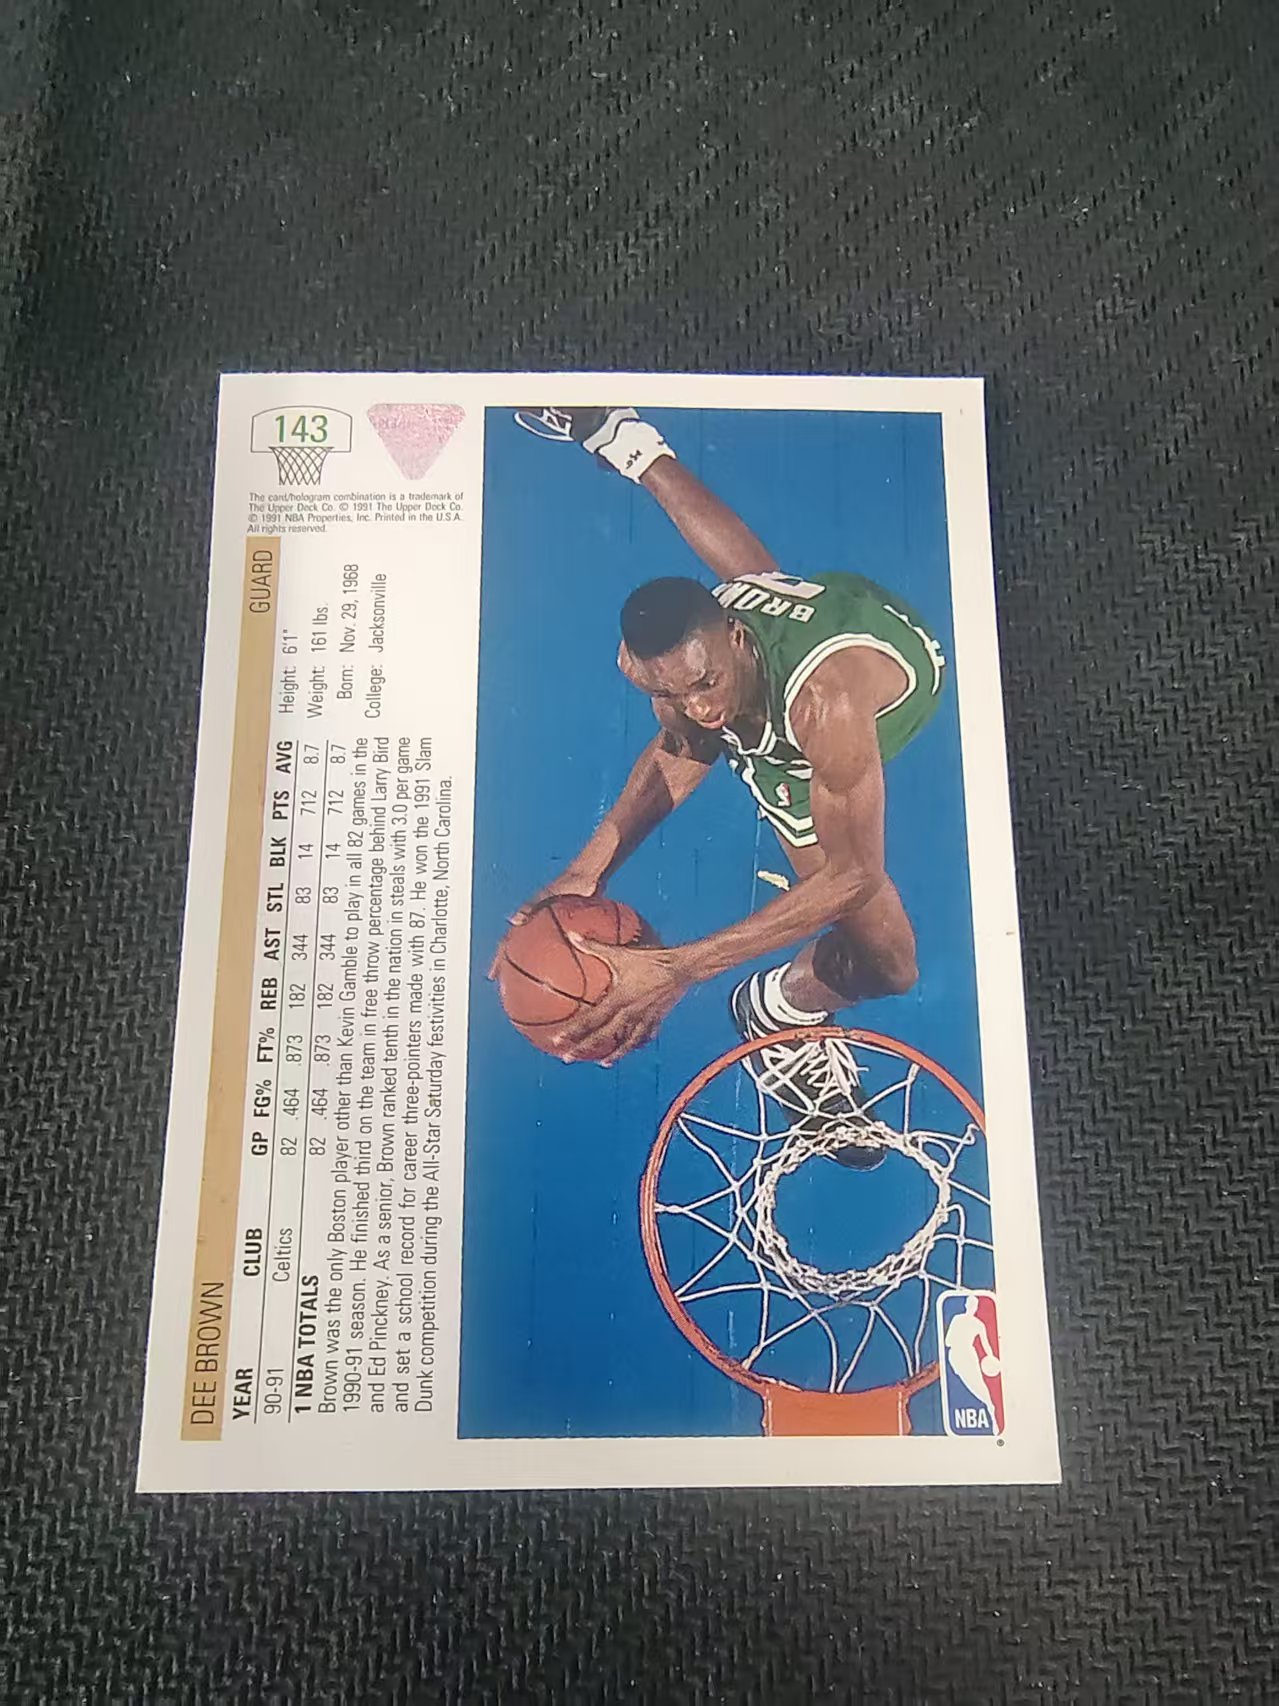 DEE BROWN GUARD
YEAR CLUB GP FG% FT% REB AST STL BLK PTS AVG
90-91 Celtics 82 .464 .873 182 344 83 14 712 8.7
1 NBA TOTALS 82 .464 .873 182 344 83 14 712 8.7
Brown was the only Boston player other than Kevin Gamble to play in all 82 games in the
1990-91 season. He finished third on the team in free throw percentage behind Larry Bird
and Ed Pinckney. As a senior, Brown ranked tenth in the nation in steals with 3.0 per game
and set a school record for career three-pointers made with 87. He won the 1991 Slam
Dunk competition during the All-Star Saturday festivities in Charlotte, North Carolina.
Height: 6'1"
Weight: 161 lbs.
Born: Nov. 29, 1968
College: Jacksonville
143
The card/hologram combination is a trademark of
The Upper Deck Co. © 1991 The Upper Deck Co.
© 1991 NBA Properties, Inc. Printed in the U.S.A.
All rights reserved.
BROWN
NBA
®